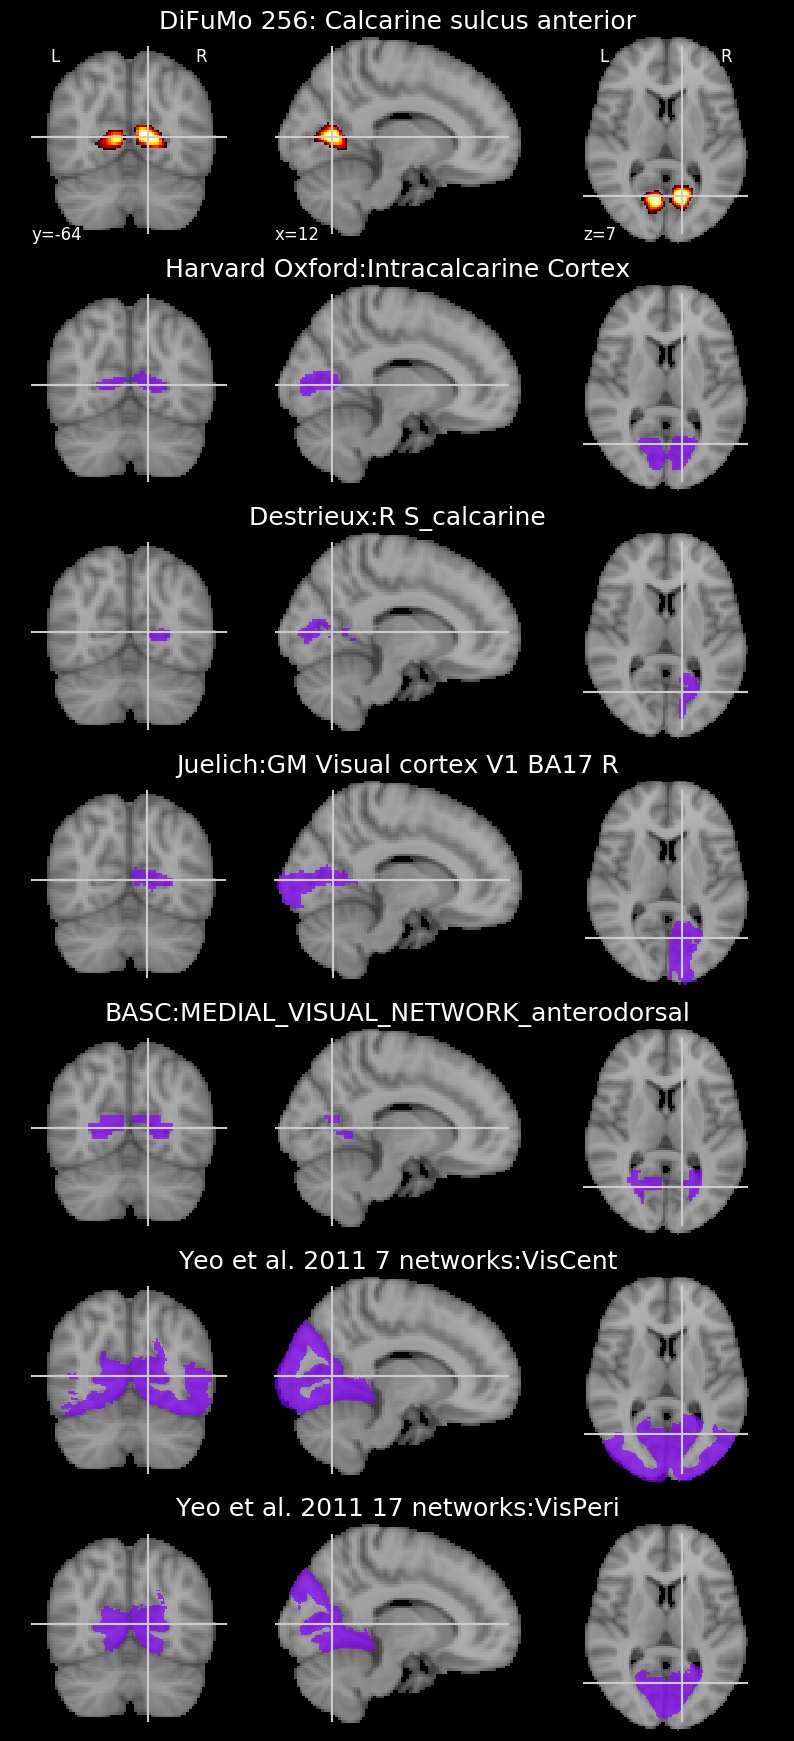 DiFuMo 256: Calcarine sulcus anterior
L R L R
y=-64 x=12 z=7
Harvard Oxford:Intracalcarine Cortex
Destrieux:R S_calcarine
Juelich:GM Visual cortex V1 BA17 R
BASC:MEDIAL_VISUAL_NETWORK_anterodorsal
Yeo et al. 2011 7 networks:VisCent
Yeo et al. 2011 17 networks:VisPeri